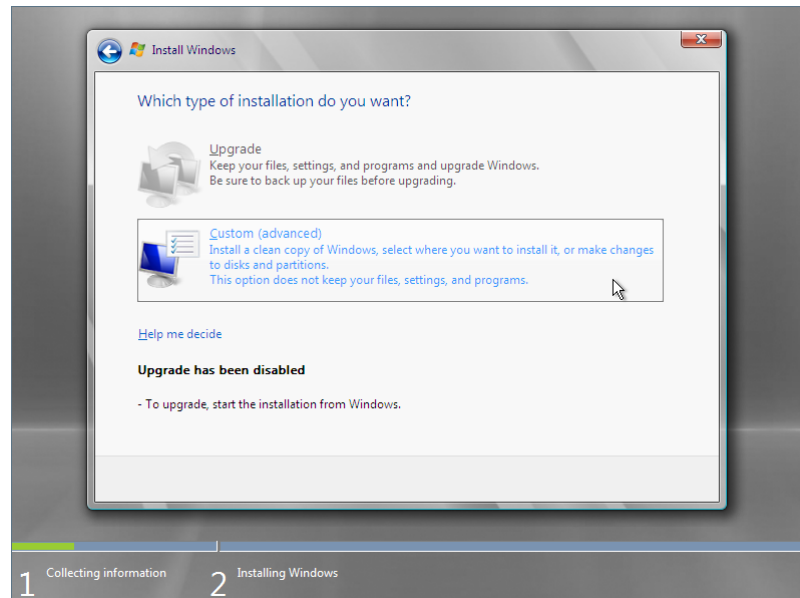 Install Windows
Which type of installation do you want?
Upgrade
Keep your files, settings, and programs and upgrade Windows.
Be sure to back up your files before upgrading.
Custom (advanced)
Install a clean copy of Windows, select where you want to install it, or make changes
to disks and partitions.
This option does not keep your files, settings, and programs.
Help me decide
Upgrade has been disabled
- To upgrade, start the installation from Windows.
1 Collecting information 2 Installing Windows